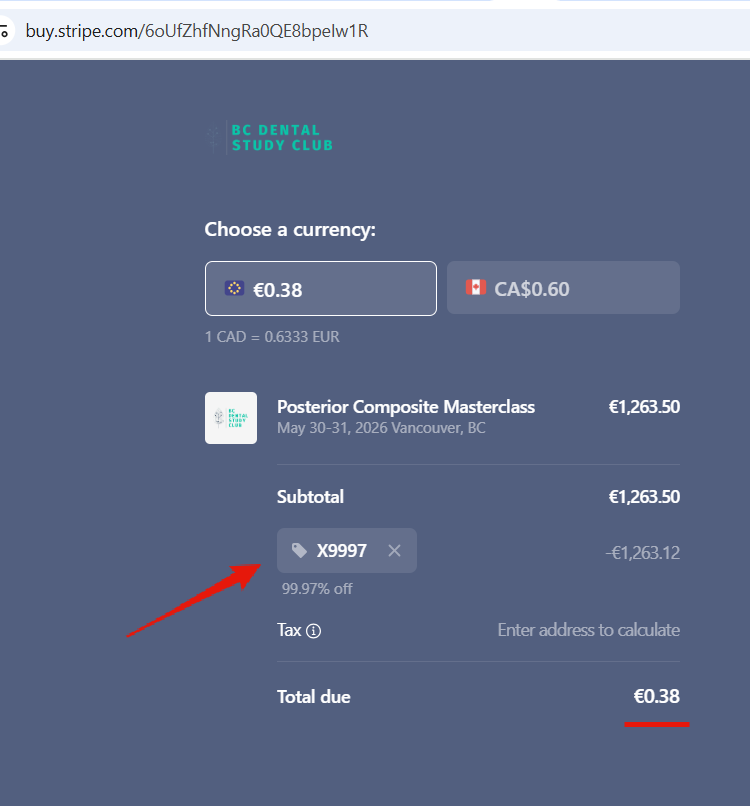 buy.stripe.com/6oUfZhfNngRa0QE8bpeIw1R
BC DENTAL
STUDY CLUB
Choose a currency:
€0.38
CA$0.60
1 CAD = 0.6333 EUR
BC
DENTAL
STUDY
CLUB
Posterior Composite Masterclass
€1,263.50
May 30-31, 2026 Vancouver, BC
Subtotal
€1,263.50
X9997
-€1,263.12
99.97% off
Tax
Enter address to calculate
Total due
€0.38